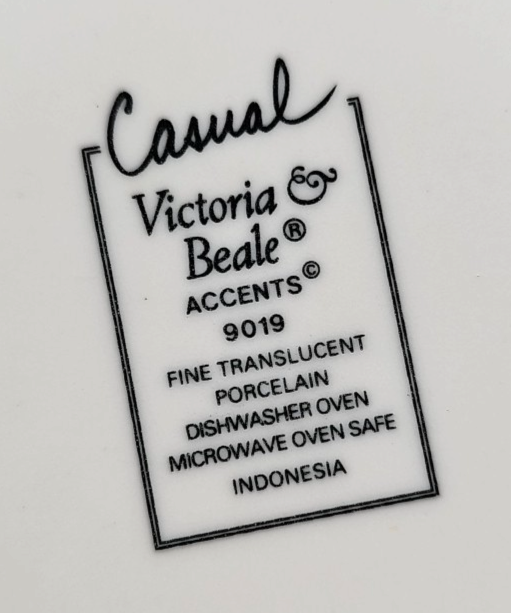 Casual
Victoria &
Beale®
ACCENTS©
9019
FINE TRANSLUCENT
PORCELAIN
DISHWASHER OVEN
MICROWAVE OVEN SAFE
INDONESIA